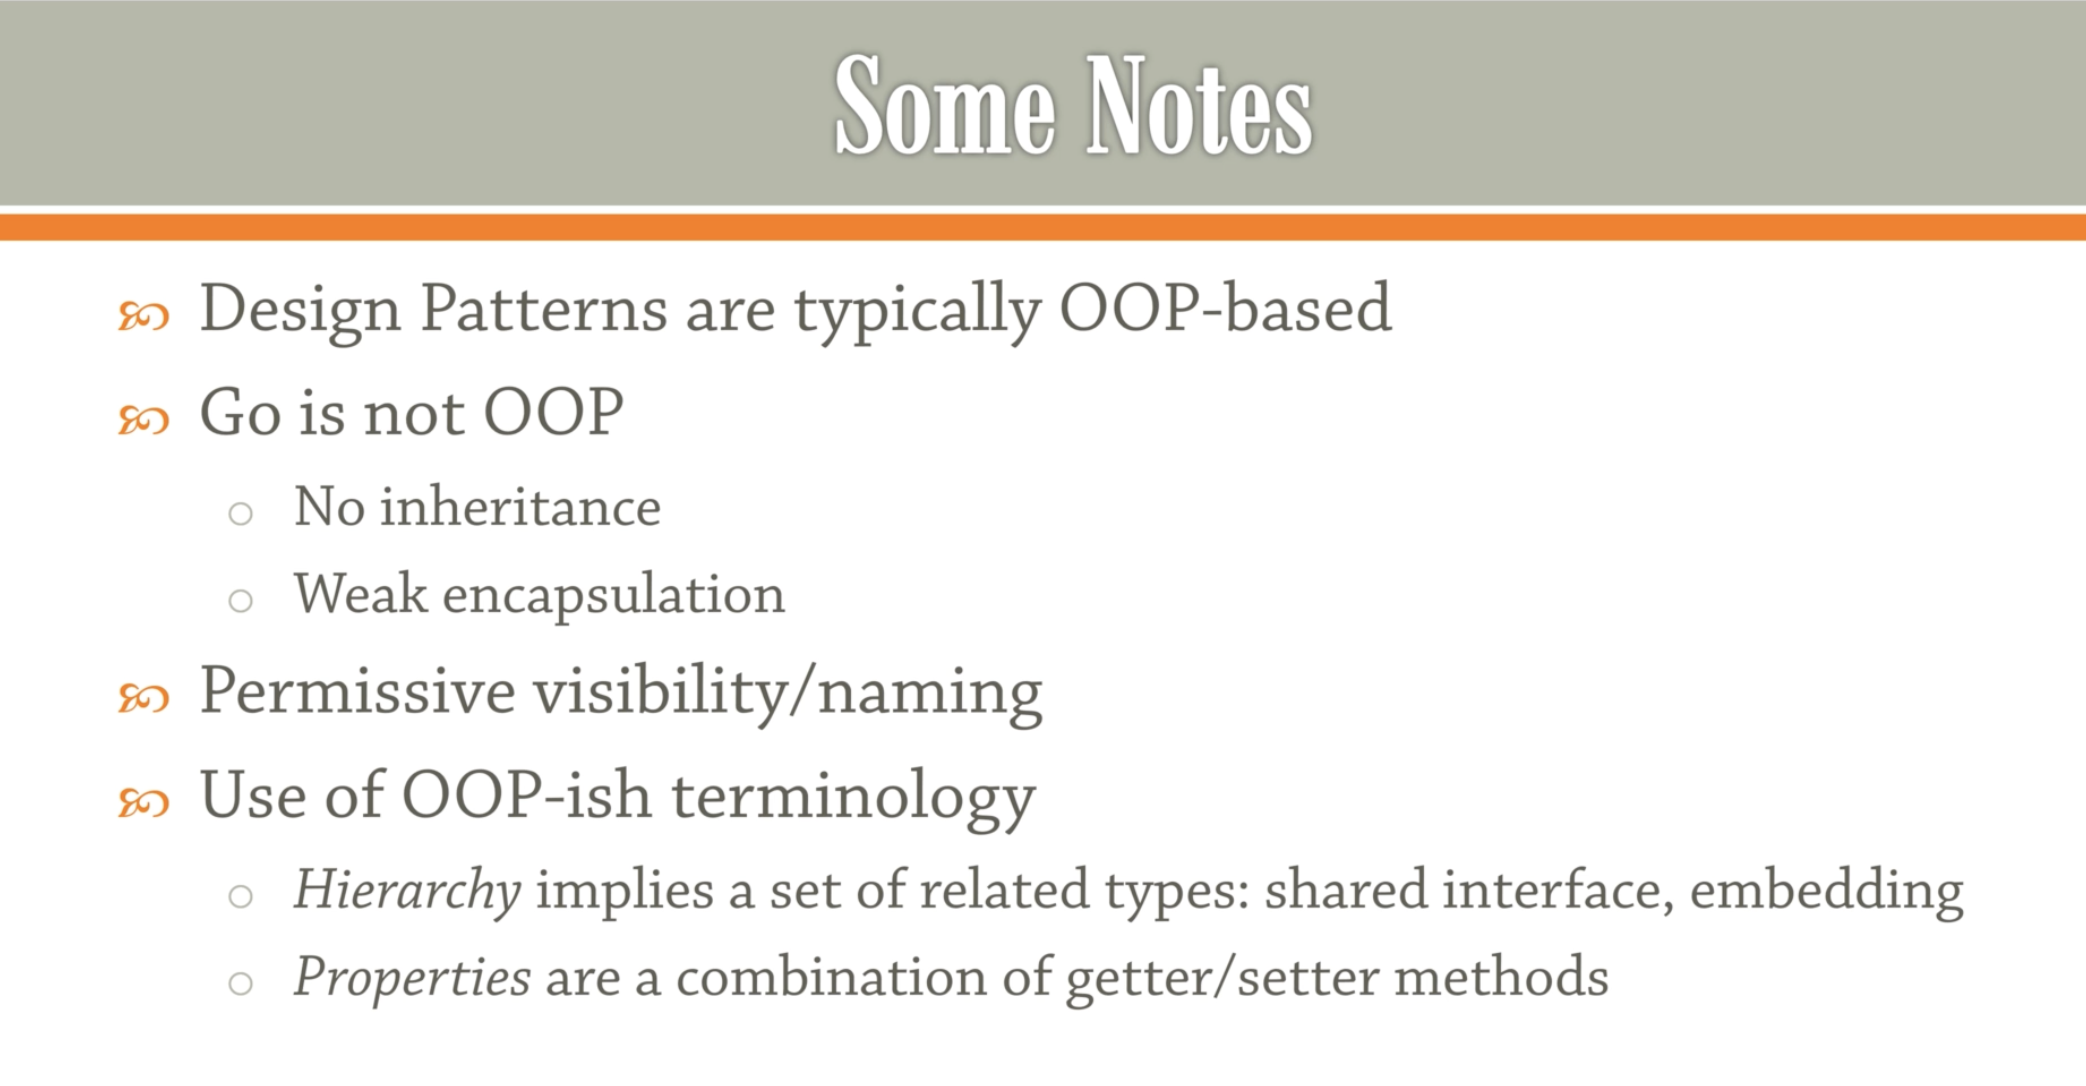 Some Notes
Design Patterns are typically OOP-based
Go is not OOP
No inheritance
Weak encapsulation
Permissive visibility/naming
Use of OOP-ish terminology
Hierarchy implies a set of related types: shared interface, embedding
Properties are a combination of getter/setter methods